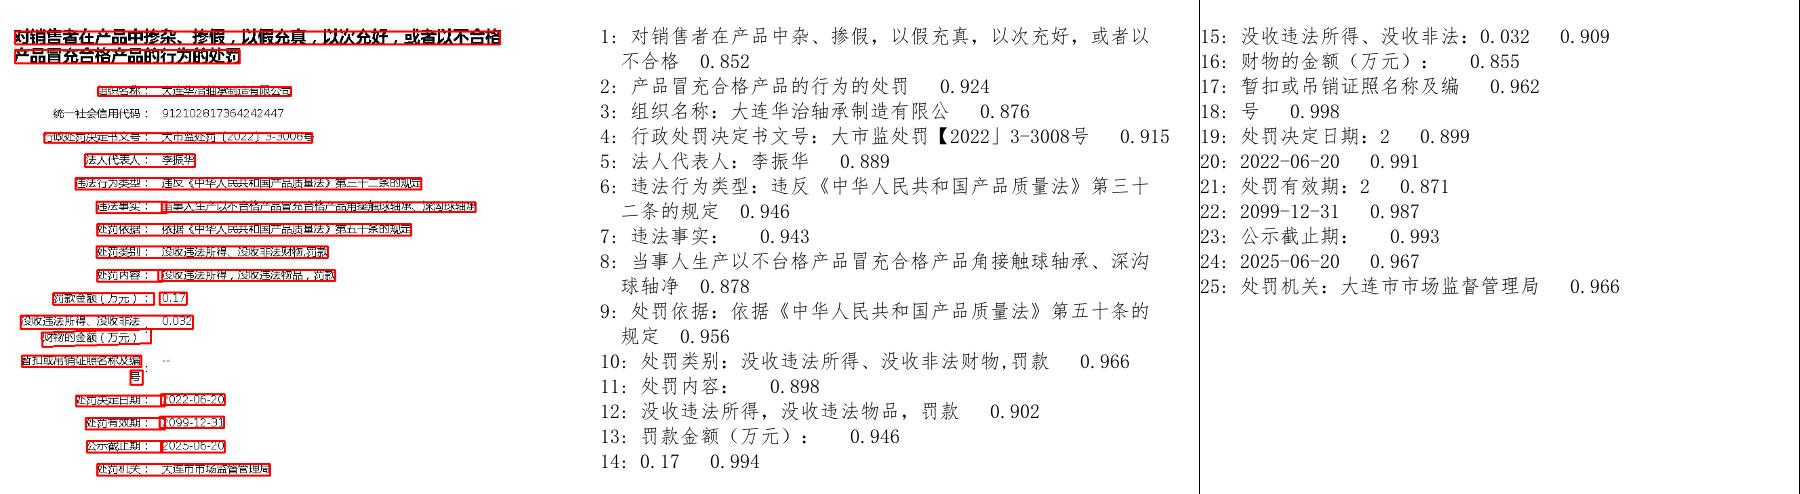 对销售者在产品中掺杂、掺假，以假充真，以次充好，或者以不合格
产品冒充合格产品的行为的处罚
组织名称： 大连华冶轴承制造有限公司
统一社会信用代码： 912102817364242447
行政处罚决定书文号： 大市监处罚〔2022〕3-3008号
法人代表人： 李振华
违法行为类型： 违反《中华人民共和国产品质量法》第三十二条的规定
违法事实： 当事人生产以不合格产品冒充合格产品角接触球轴承、深沟球轴承
处罚依据： 依据《中华人民共和国产品质量法》第五十条的规定
处罚类别： 没收违法所得、没收非法财物,罚款
处罚内容： 没收违法所得，没收违法物品，罚款
罚款金额（万元）： 0.17
没收违法所得、没收非法 0.032
财物的金额（万元）：
暂扣或吊销证照名称及编 --
号：
处罚决定日期： 2022-06-20
处罚有效期： 2099-12-31
公示截止期： 2025-06-20
处罚机关： 大连市市场监督管理局
1: 对销售者在产品中杂、掺假，以假充真，以次充好，或者以
不合格 0.852
2: 产品冒充合格产品的行为的处罚 0.924
3: 组织名称：大连华治轴承制造有限公 0.876
4: 行政处罚决定书文号：大市监处罚【2022」3-3008号 0.915
5: 法人代表人：李振华 0.889
6: 违法行为类型：违反《中华人民共和国产品质量法》第三十
二条的规定 0.946
7: 违法事实： 0.943
8: 当事人生产以不台格产品冒充合格产品角接触球轴承、深沟
球轴净 0.878
9: 处罚依据：依据《中华人民共和国产品质量法》第五十条的
规定 0.956
10: 处罚类别：没收违法所得、没收非法财物,罚款 0.966
11: 处罚内容： 0.898
12: 没收违法所得，没收违法物品，罚款 0.902
13: 罚款金额（万元）： 0.946
14: 0.17 0.994
15: 没收违法所得、没收非法：0.032 0.909
16: 财物的金额（万元）： 0.855
17: 暂扣或吊销证照名称及编 0.962
18: 号 0.998
19: 处罚决定日期：2 0.899
20: 2022-06-20 0.991
21: 处罚有效期：2 0.871
22: 2099-12-31 0.987
23: 公示截止期： 0.993
24: 2025-06-20 0.967
25: 处罚机关：大连市市场监督管理局 0.966